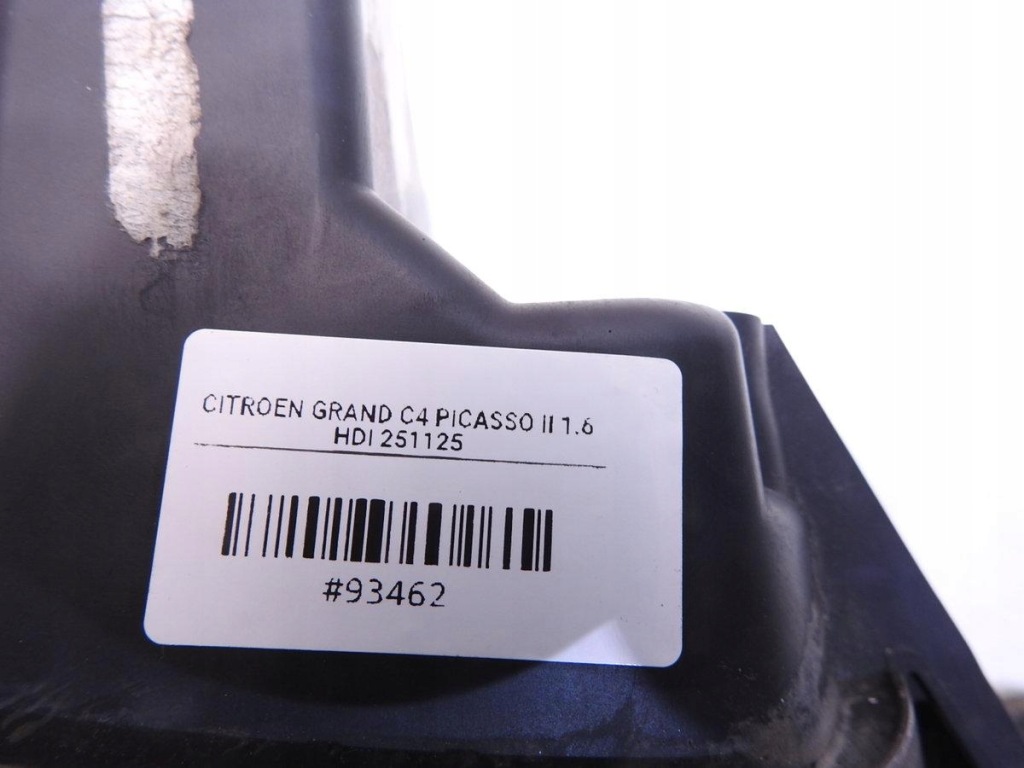 CITROEN GRAND C4 PICASSO II 1.6
HDI 251125
#93462